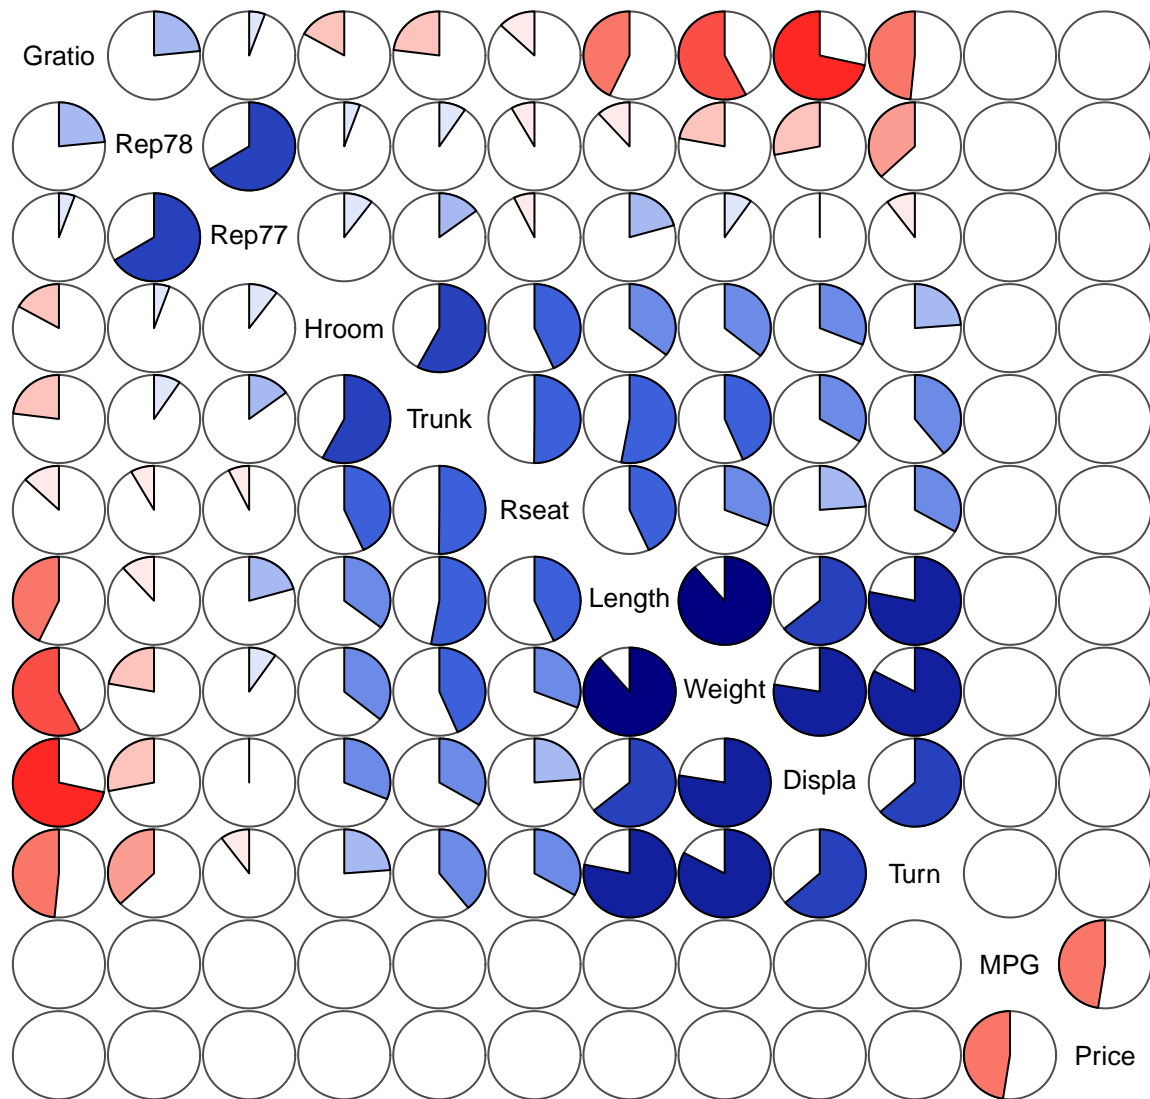 Gratio
Rep78
Rep77
Hroom
Trunk
Rseat
Length
Weight
Displa
Turn
MPG
Price